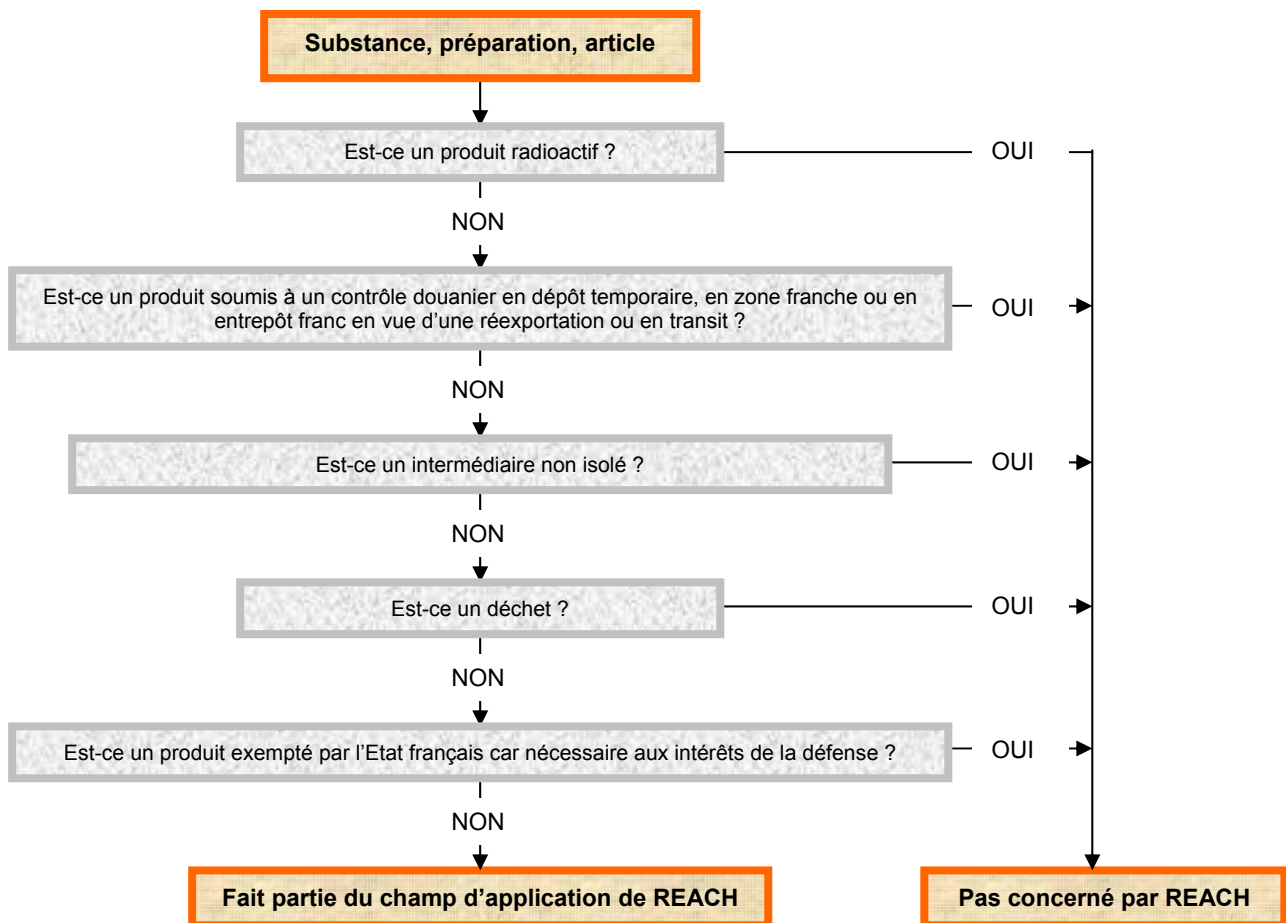 Substance, préparation, article
Est-ce un produit radioactif ?
OUI
NON
Est-ce un produit soumis à un contrôle douanier en dépôt temporaire, en zone franche ou en
entrepôt franc en vue d’une réexportation ou en transit ?
OUI
NON
Est-ce un intermédiaire non isolé ?
OUI
NON
Est-ce un déchet ?
OUI
NON
Est-ce un produit exempté par l’Etat français car nécessaire aux intérêts de la défense ?
OUI
NON
Fait partie du champ d’application de REACH
Pas concerné par REACH